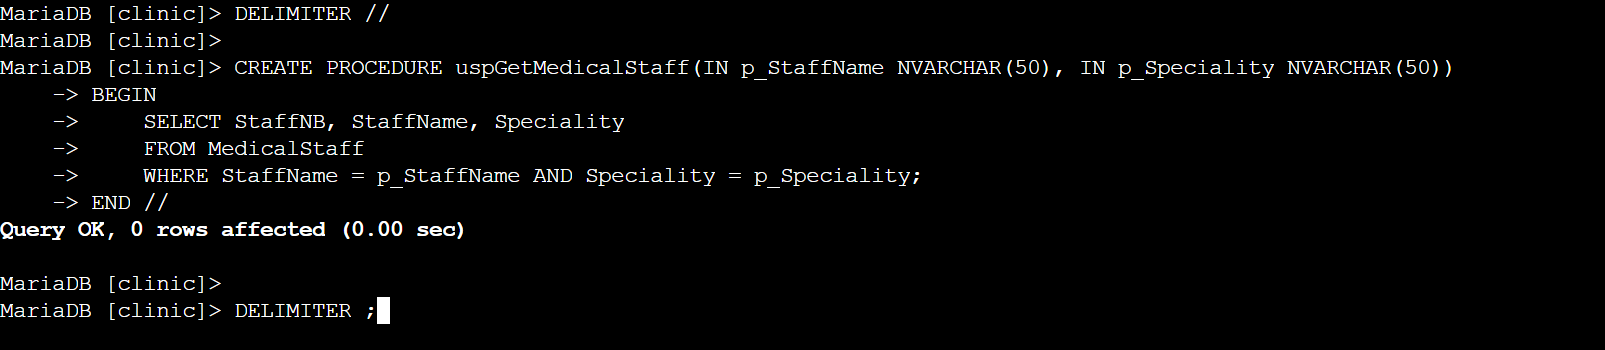 MariaDB [clinic]> DELIMITER //
MariaDB [clinic]>
MariaDB [clinic]> CREATE PROCEDURE uspGetMedicalStaff(IN p_StaffName NVARCHAR(50), IN p_Speciality NVARCHAR(50))
    -> BEGIN
    ->     SELECT StaffNB, StaffName, Speciality
    ->     FROM MedicalStaff
    ->     WHERE StaffName = p_StaffName AND Speciality = p_Speciality;
    -> END //
Query OK, 0 rows affected (0.00 sec)

MariaDB [clinic]>
MariaDB [clinic]> DELIMITER ;